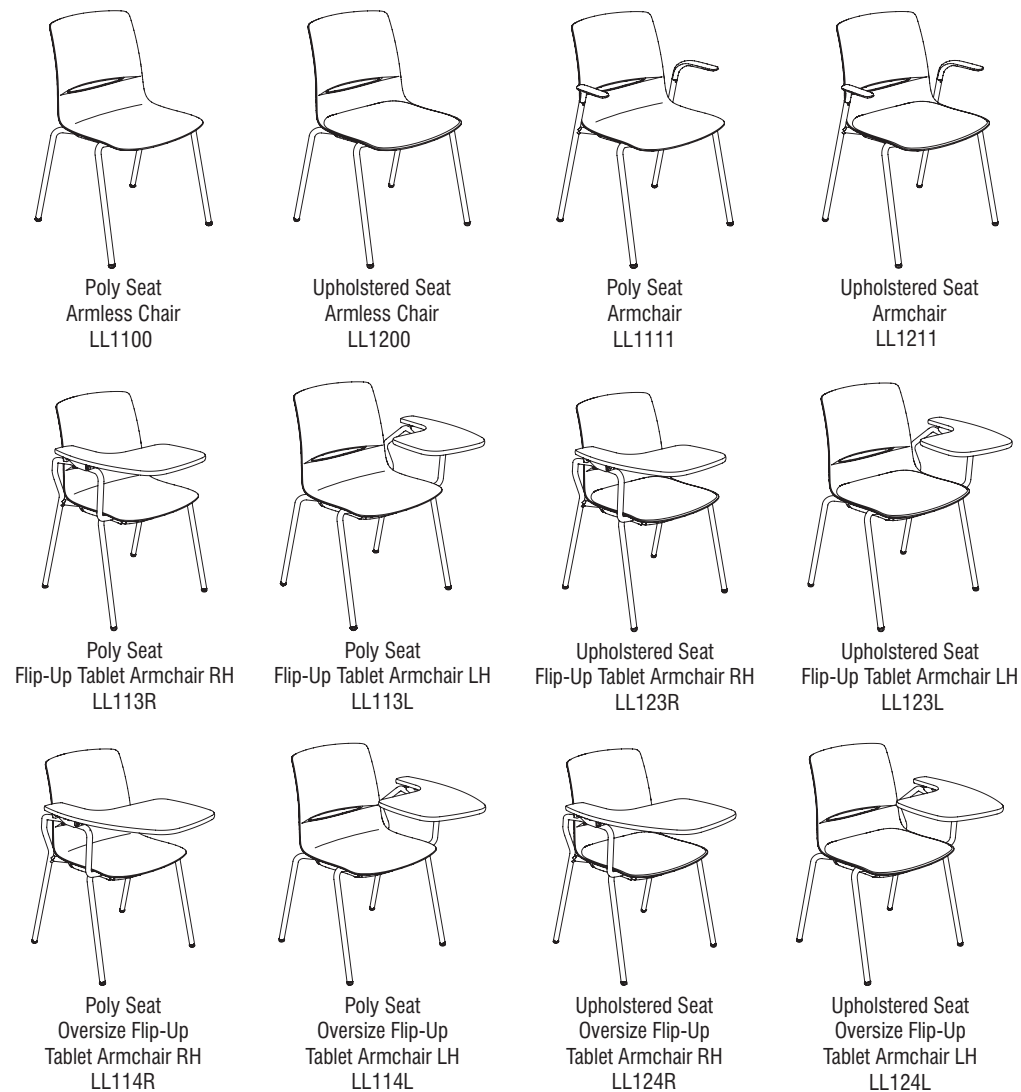 Poly Seat
Armless Chair
LL1100
Upholstered Seat
Armless Chair
LL1200
Poly Seat
Armchair
LL1111
Upholstered Seat
Armchair
LL1211
Poly Seat
Flip-Up Tablet Armchair RH
LL113R
Poly Seat
Flip-Up Tablet Armchair LH
LL113L
Upholstered Seat
Flip-Up Tablet Armchair RH
LL123R
Upholstered Seat
Flip-Up Tablet Armchair LH
LL123L
Poly Seat
Oversize Flip-Up
Tablet Armchair RH
LL114R
Poly Seat
Oversize Flip-Up
Tablet Armchair LH
LL114L
Upholstered Seat
Oversize Flip-Up
Tablet Armchair RH
LL124R
Upholstered Seat
Oversize Flip-Up
Tablet Armchair LH
LL124L